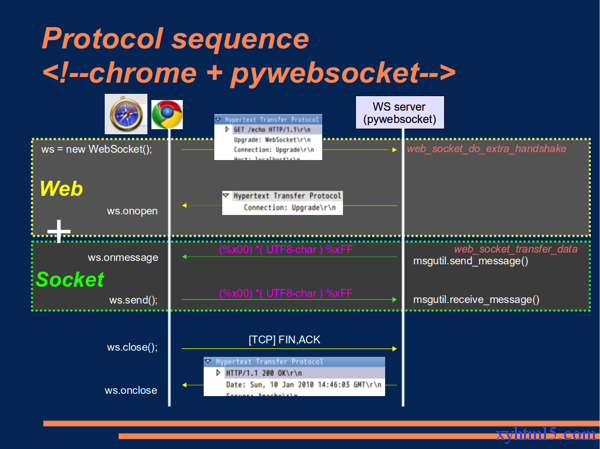 Protocol sequence
<!--chrome + pywebsocket-->
WS server
(pywebsocket)
Hypertext Transfer Protocol
GET /echo HTTP/1.1\r\n
Upgrade: WebSocket\r\n
Connection: Upgrade\r\n
Host: localhost\r\n
ws = new WebSocket();
web_socket_do_extra_handshake
Web
Hypertext Transfer Protocol
Connection: Upgrade\r\n
ws.onopen
+
(%x00) *( UTF8-char ) %xFF
web_socket_transfer_data
ws.onmessage
msgutil.send_message()
Socket
(%x00) *( UTF8-char ) %xFF
ws.send();
msgutil.receive_message()
[TCP] FIN,ACK
ws.close();
Hypertext Transfer Protocol
HTTP/1.1 200 OK\r\n
Date: Sun, 10 Jan 2010 14:46:03 GMT\r\n
Server: Apache\r\n
ws.onclose
xyhtml5.com